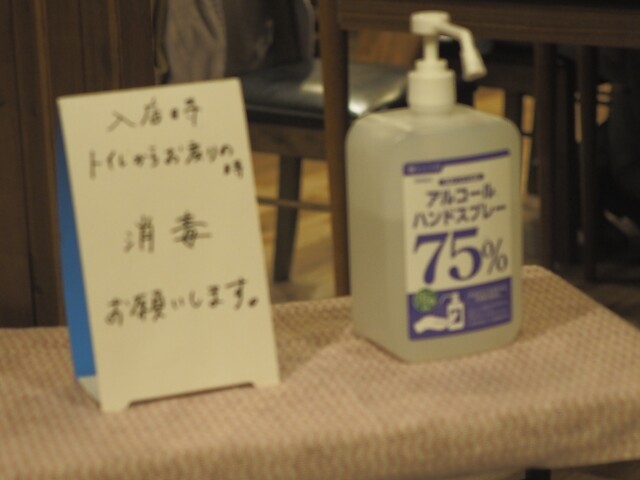 入店時
トイレからお戻りの
時
消毒
お願いします。
アルコール
ハンドスプレー
75%